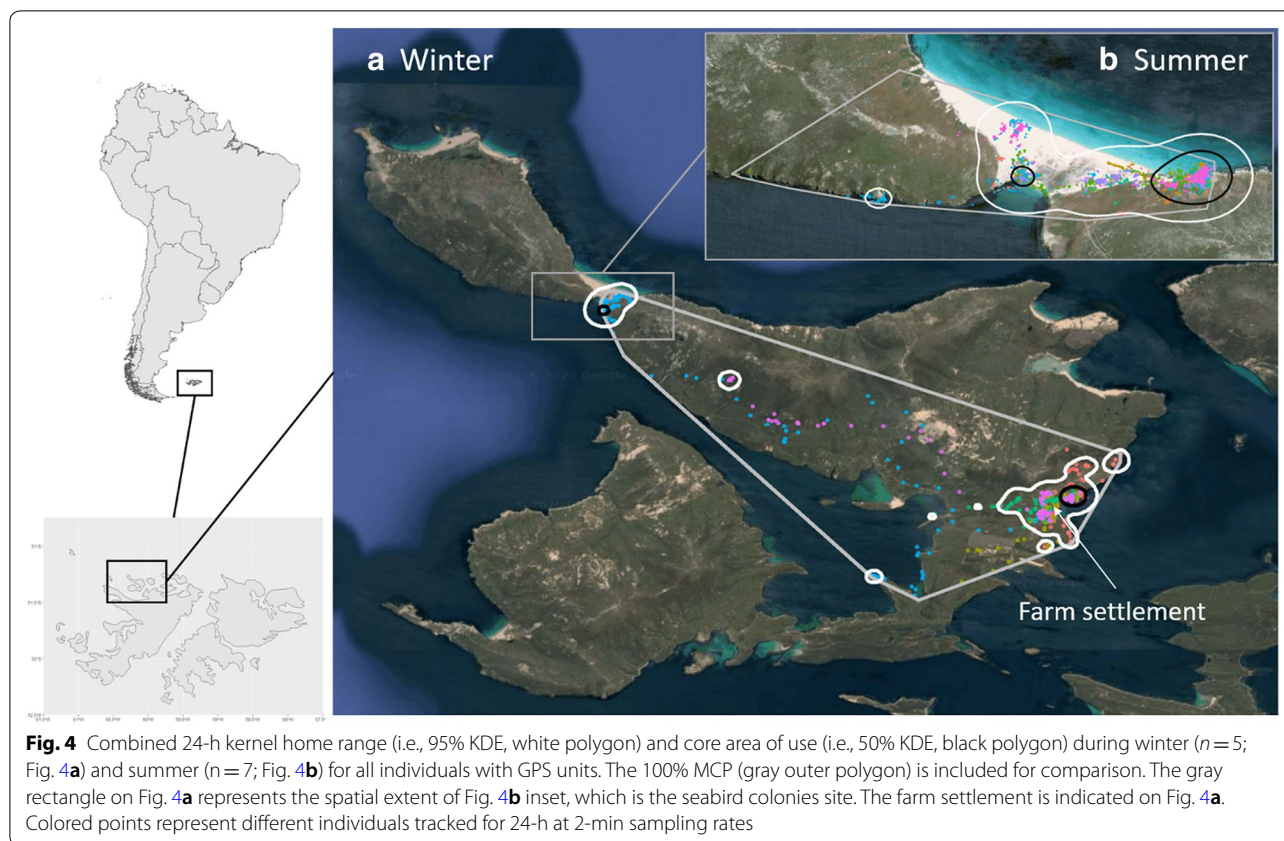 a Winter
b Summer
Farm settlement
Fig. 4 Combined 24-h kernel home range (i.e., 95% KDE, white polygon) and core area of use (i.e., 50% KDE, black polygon) during winter (n = 5;
Fig. 4a) and summer (n = 7; Fig. 4b) for all individuals with GPS units. The 100% MCP (gray outer polygon) is included for comparison. The gray
rectangle on Fig. 4a represents the spatial extent of Fig. 4b inset, which is the seabird colonies site. The farm settlement is indicated on Fig. 4a.
Colored points represent different individuals tracked for 24-h at 2-min sampling rates